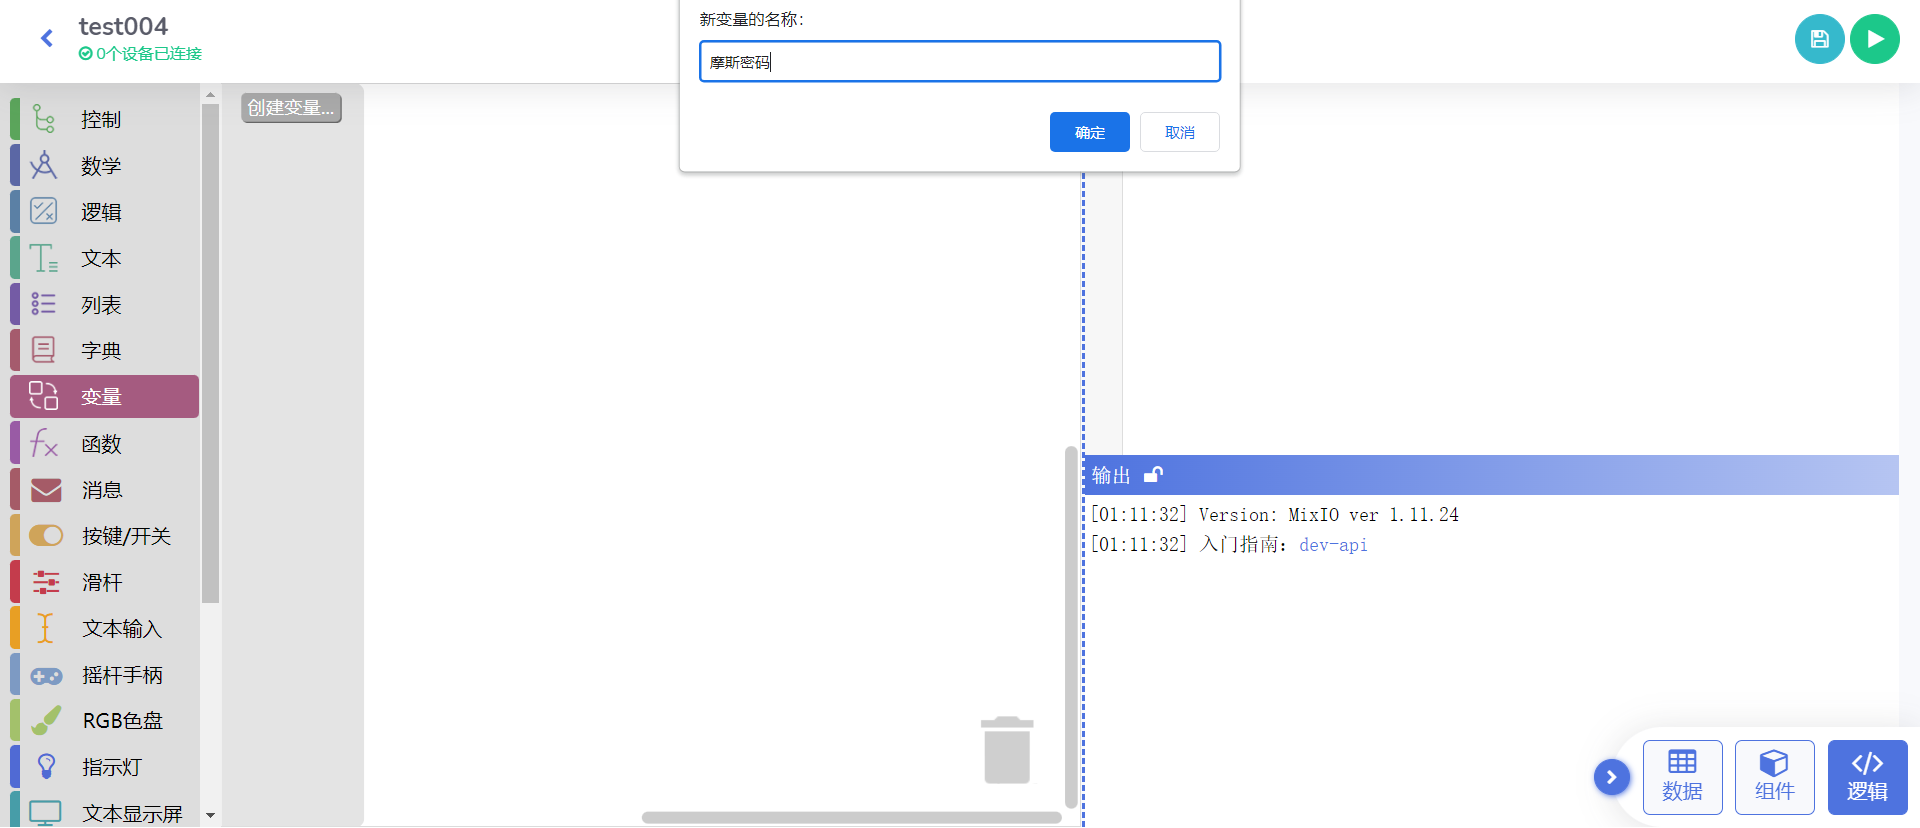 test004
0个设备已连接
新变量的名称：
摩斯密码
确定
取消
控制
数学
逻辑
文本
列表
字典
变量
函数
消息
按键/开关
滑杆
文本输入
摇杆手柄
RGB色盘
指示灯
文本显示屏
创建变量...
输出
[01:11:32] Version: MixIO ver 1.11.24
[01:11:32] 入门指南：dev-api
数据
组件
逻辑